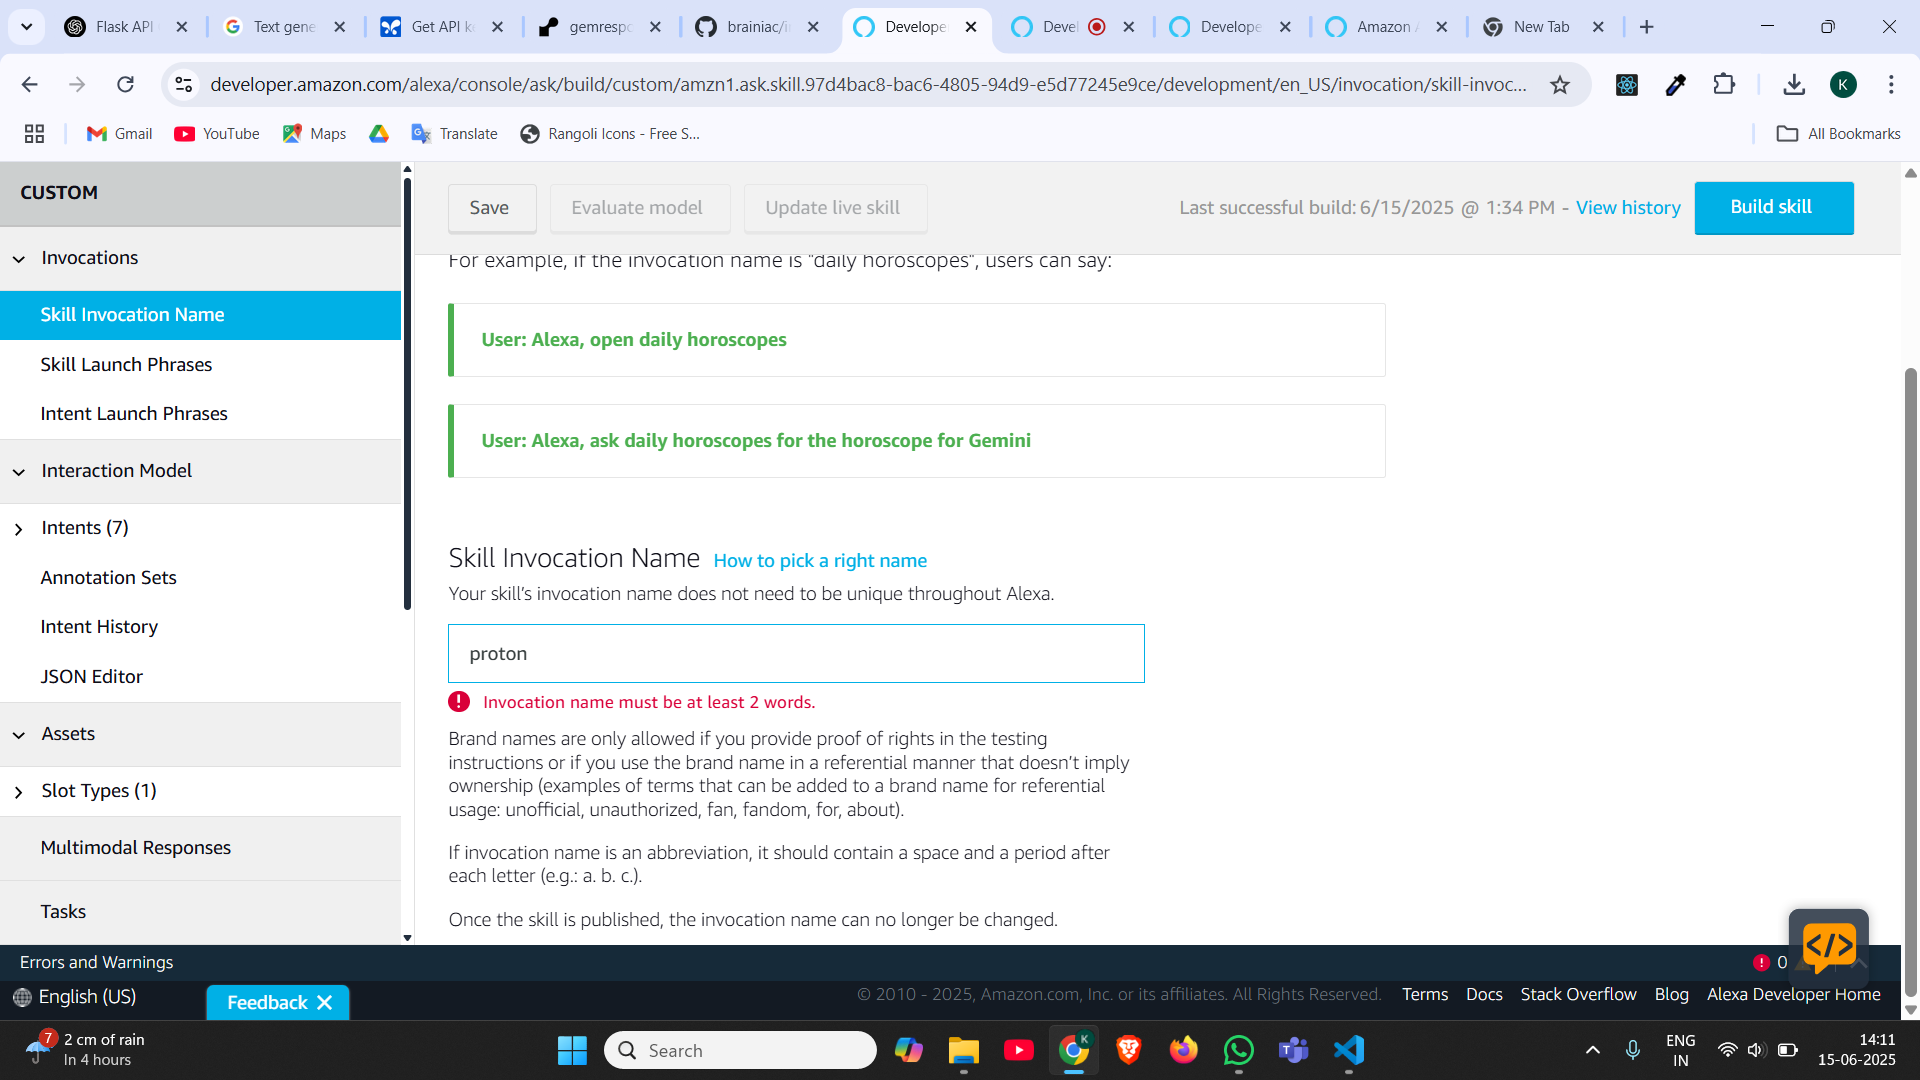 Flask API
Text gene
Get API ke
gemrespo
brainiac/i
Develope
Devel
Develope
Amazon A
New Tab
developer.amazon.com/alexa/console/ask/build/custom/amzn1.ask.skill.97d4bac8-bac6-4805-94d9-e5d77245e9ce/development/en_US/invocation/skill-invoc...
K
Gmail
YouTube
Maps
Translate
Rangoli Icons - Free S...
All Bookmarks
CUSTOM
Invocations
Skill Invocation Name
Skill Launch Phrases
Intent Launch Phrases
Interaction Model
Intents (7)
Annotation Sets
Intent History
JSON Editor
Assets
Slot Types (1)
Multimodal Responses
Tasks
Save
Evaluate model
Update live skill
Last successful build: 6/15/2025 @ 1:34 PM - View history
Build skill
For example, if the invocation name is "daily horoscopes", users can say:
User: Alexa, open daily horoscopes
User: Alexa, ask daily horoscopes for the horoscope for Gemini
Skill Invocation Name How to pick a right name
Your skill's invocation name does not need to be unique throughout Alexa.
proton
Invocation name must be at least 2 words.
Brand names are only allowed if you provide proof of rights in the testing
instructions or if you use the brand name in a referential manner that doesn't imply
ownership (examples of terms that can be added to a brand name for referential
usage: unofficial, unauthorized, fan, fandom, for, about).
If invocation name is an abbreviation, it should contain a space and a period after
each letter (e.g.: a. b. c.).
Once the skill is published, the invocation name can no longer be changed.
Errors and Warnings
0
English (US)
Feedback
© 2010 - 2025, Amazon.com, Inc. or its affiliates. All Rights Reserved.
Terms
Docs
Stack Overflow
Blog
Alexa Developer Home
7
2 cm of rain
In 4 hours
Search
K
ENG
IN
14:11
15-06-2025